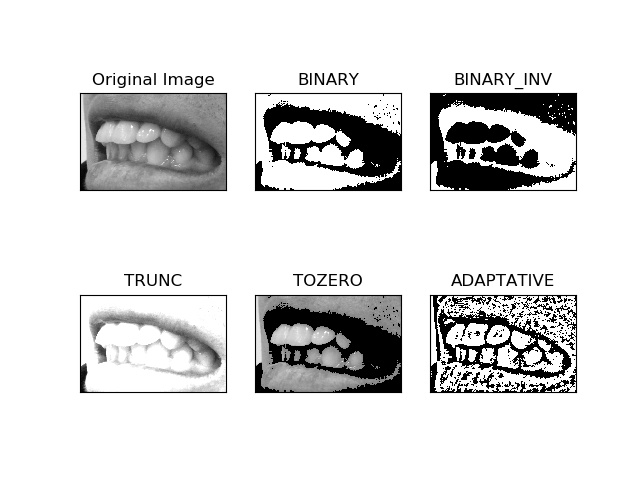 Original Image
BINARY
BINARY_INV
TRUNC
TOZERO
ADAPTATIVE